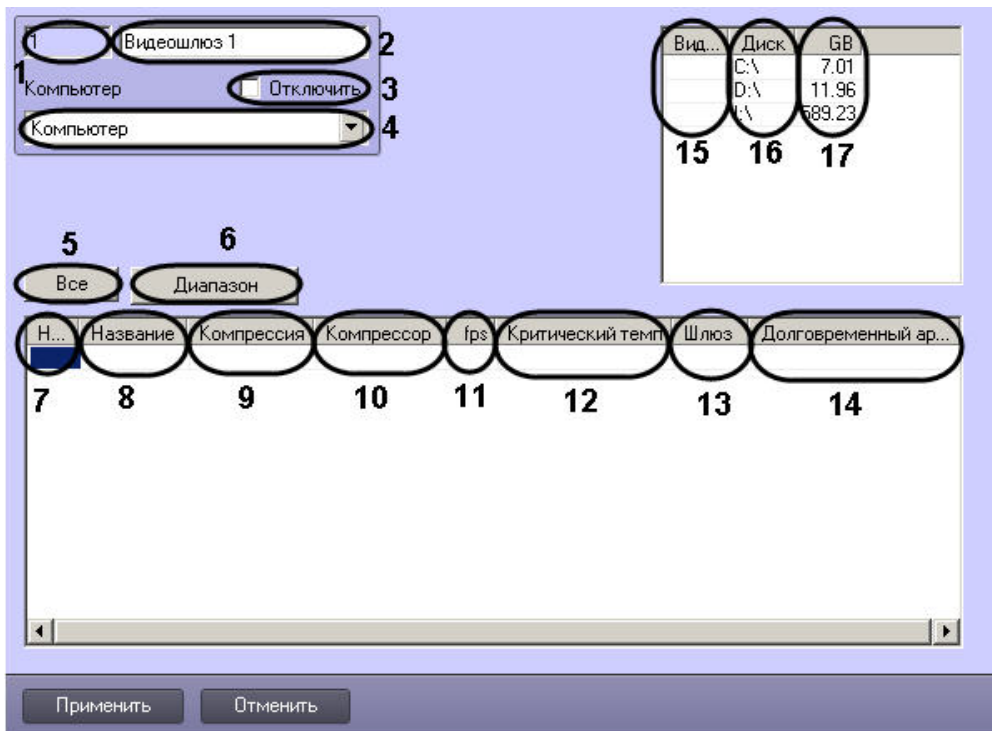 1 Видеошлюз 1 2
1
Компьютер Отключить 3
Компьютер 4
Вид... Диск GB
C:\ 7.01
D:\ 11.96
I:\ 589.23
15 16 17
5 6
Все Диапазон
Н... Название Компрессия Компрессор fps Критический темп Шлюз Долговременный ар...
7 8 9 10 11 12 13 14
Применить Отменить